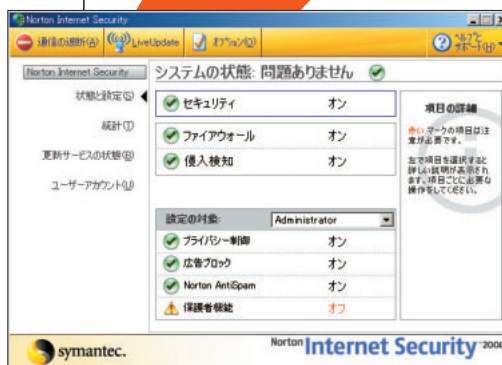 Norton Internet Security
通信の遮断(A) LiveUpdate オプション(O) ヘルプとサポート(H)
Norton Internet Security
システムの状態: 問題ありません
状態と設定(S)
統計(T)
更新サービスの状態(B)
ユーザーアカウント(U)
セキュリティ オン
ファイアウォール オン
侵入検知 オン
設定の対象: Administrator
プライバシー制御 オン
広告ブロック オン
Norton AntiSpam オン
保護者機能 オフ
項目の詳細
赤いマークの項目は注
意が必要です。
左で項目を選択すると
詳しい説明が表示され
ます。項目ごとに必要な
操作をしてください。
symantec.
Norton Internet Security